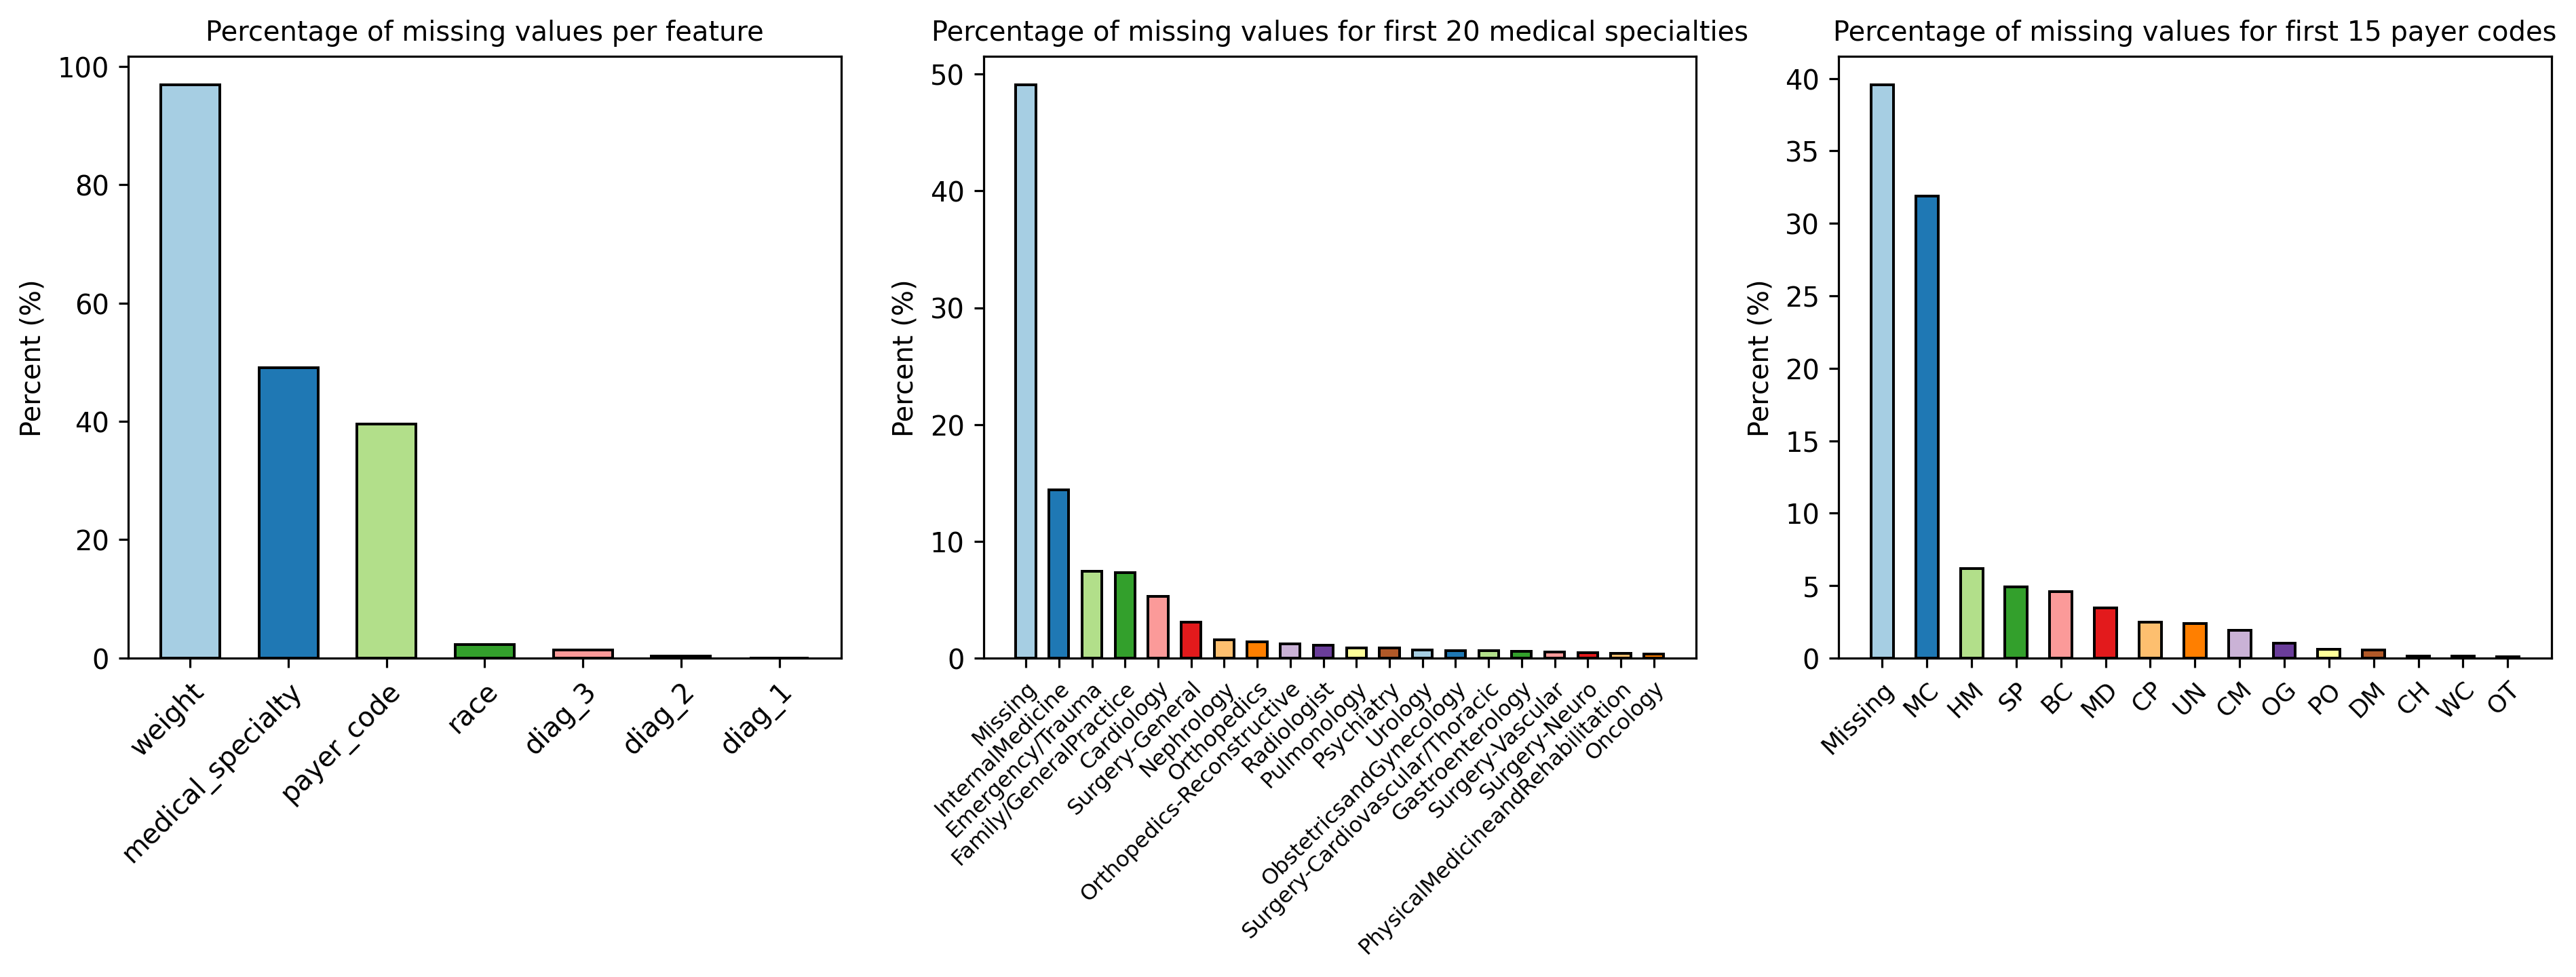 Percentage of missing values per feature
Percent (%)
100
80
60
40
20
0
weight
medical_specialty
payer_code
race
diag_3
diag_2
diag_1
Percentage of missing values for first 20 medical specialties
Percent (%)
50
40
30
20
10
0
Missing
InternalMedicine
Emergency/Trauma
Family/GeneralPractice
Cardiology
Surgery-General
Nephrology
Orthopedics
Orthopedics-Reconstructive
Radiologist
Pulmonology
Psychiatry
Urology
ObstetricsandGynecology
Surgery-Cardiovascular/Thoracic
Gastroenterology
Surgery-Vascular
Surgery-Neuro
PhysicalMedicineandRehabilitation
Oncology
Percentage of missing values for first 15 payer codes
Percent (%)
40
35
30
25
20
15
10
5
0
Missing
MC
HM
SP
BC
MD
CP
UN
CM
OG
PO
DM
CH
WC
OT